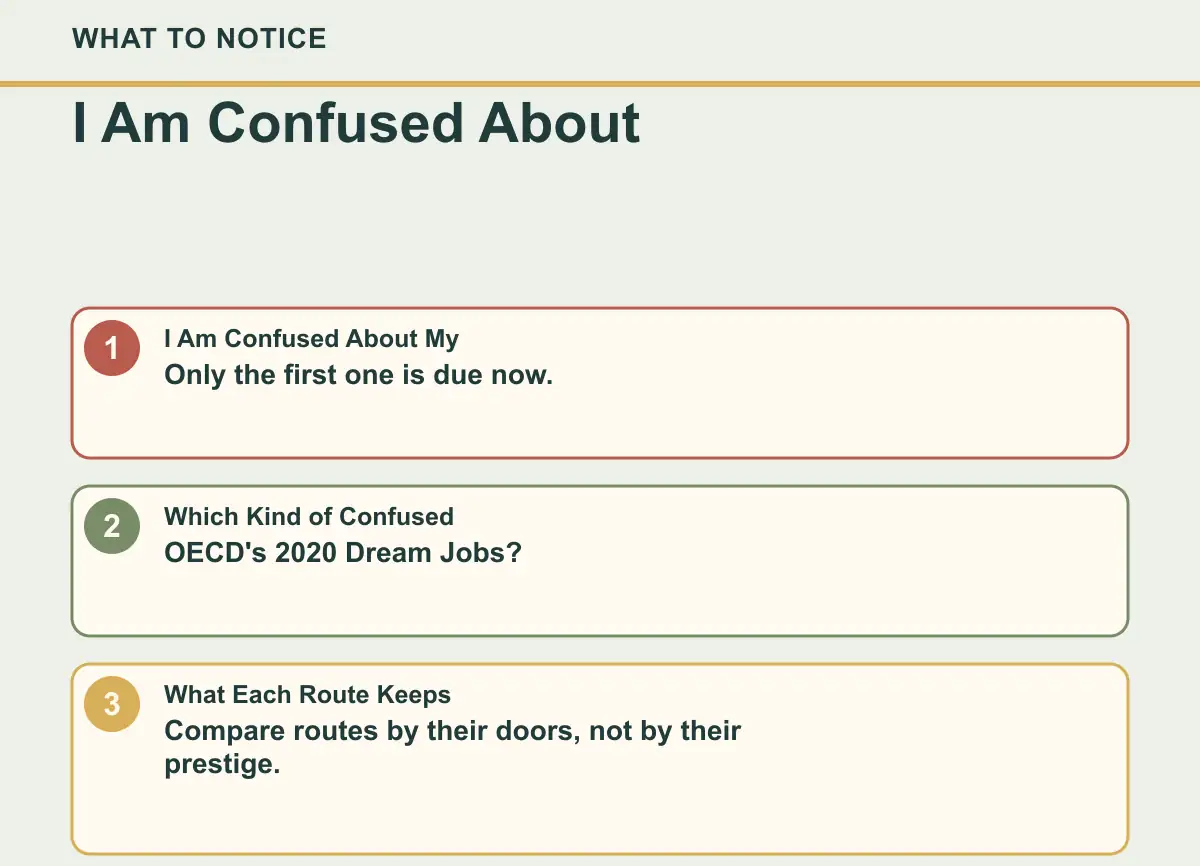 WHAT TO NOTICE
I Am Confused About
1
I Am Confused About My
Only the first one is due now.
2
Which Kind of Confused
OECD's 2020 Dream Jobs?
3
What Each Route Keeps
Compare routes by their doors, not by their
prestige.